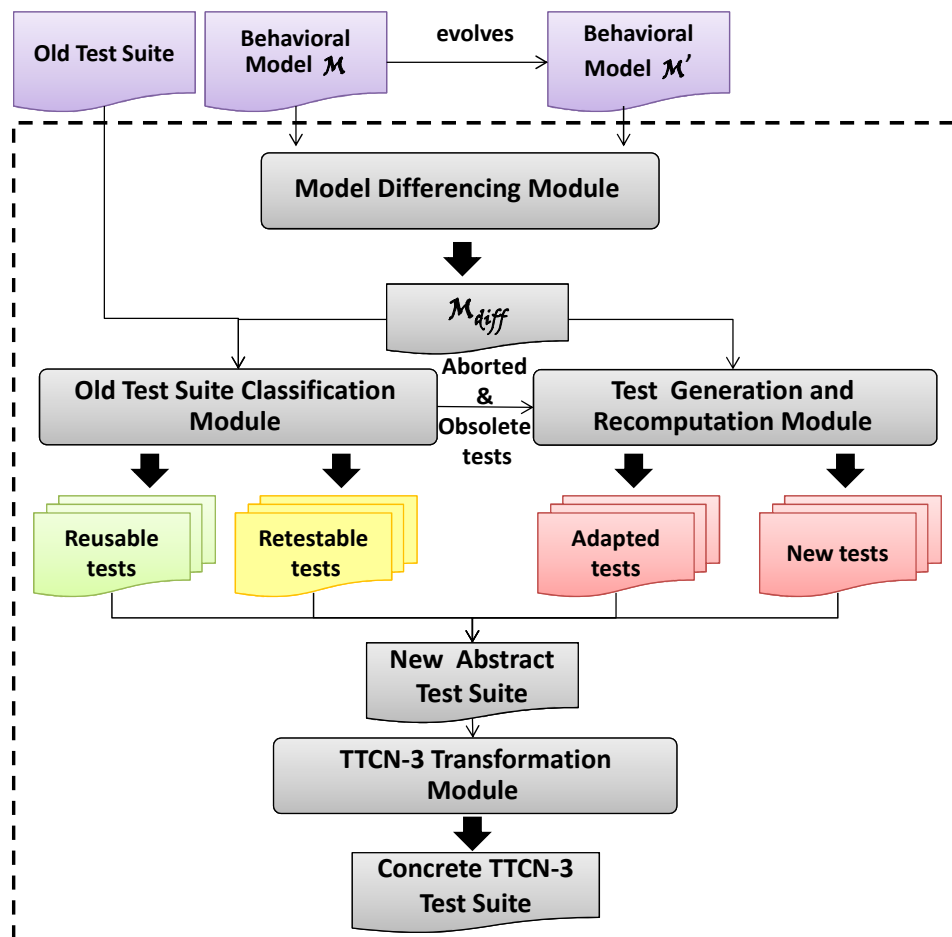 Old Test Suite
Behavioral
Model ℳ
evolves
Behavioral
Model ℳ’
Model Differencing Module
ℳdiff
Old Test Suite Classification
Module
Aborted
&
Obsolete
tests
Test Generation and
Recomputation Module
Reusable
tests
Retestable
tests
Adapted
tests
New tests
New Abstract
Test Suite
TTCN-3 Transformation
Module
Concrete TTCN-3
Test Suite